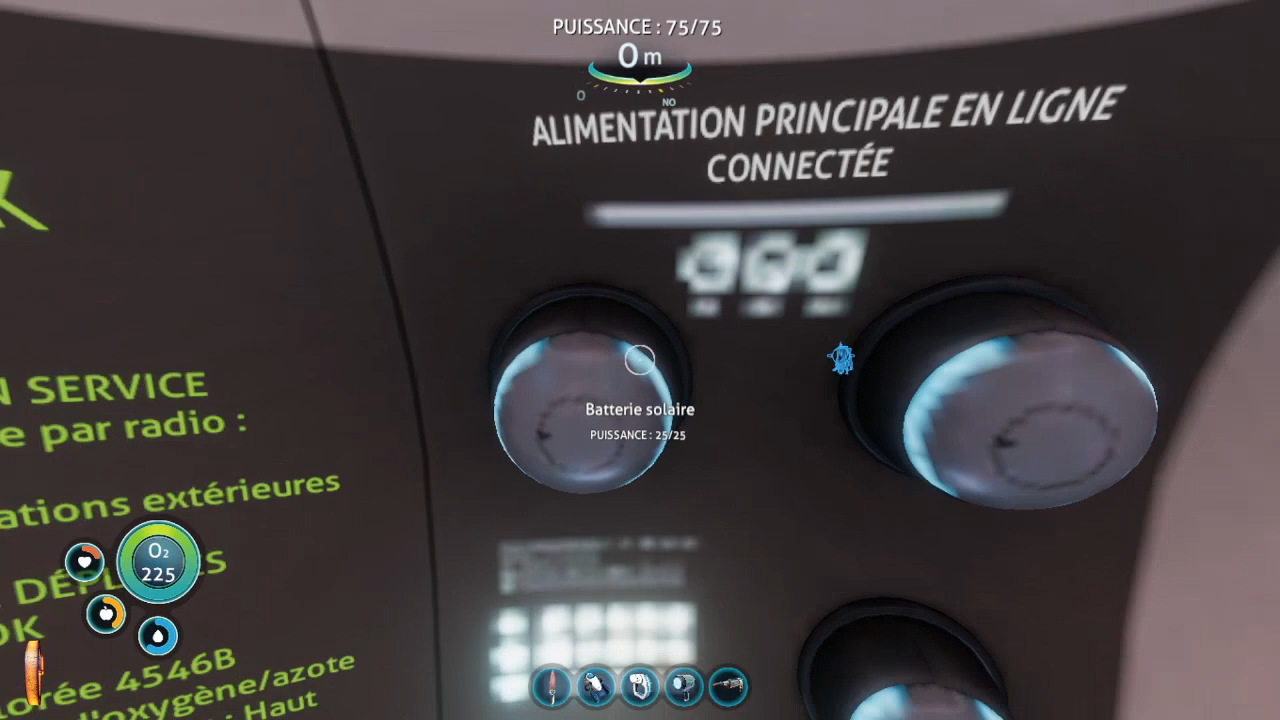 PUISSANCE : 75/75
0 m
O
NO
ALIMENTATION PRINCIPALE EN LIGNE
CONNECTÉE
K
N SERVICE
e par radio :
ations extérieures
Batterie solaire
PUISSANCE : 25/25
O₂
225
DÉPL
S
OK
orée 4546B
d'oxygène/azote
Haut